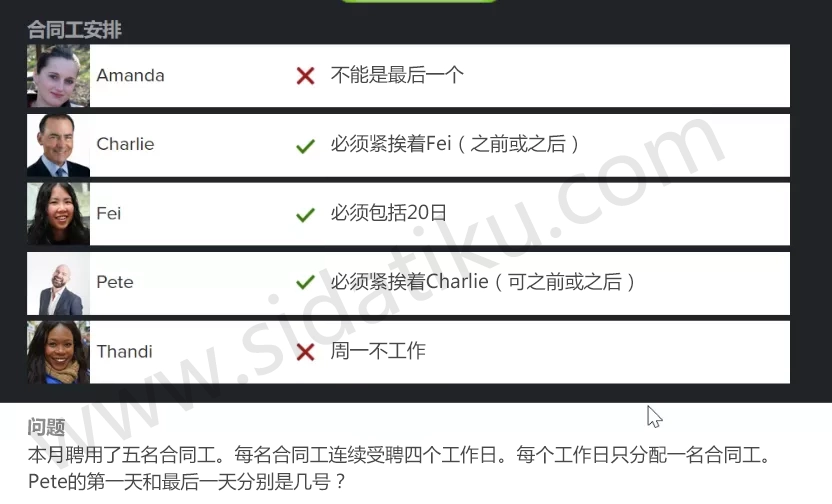 合同工安排
Amanda 不能是最后一个
Charlie 必须紧挨着Fei（之前或之后）
Fei 必须包括20日
Pete 必须紧挨着Charlie（可之前或之后）
Thandi 周一不工作
www.sidatiku.com
问题
本月聘用了五名合同工。每名合同工连续受聘四个工作日。每个工作日只分配一名合同工。
Pete的第一天和最后一天分别是几号？